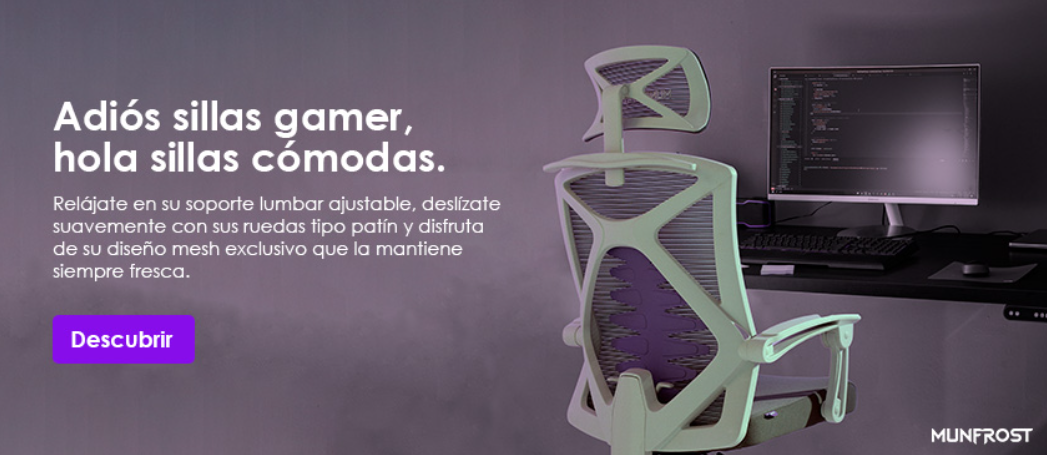 Adiós sillas gamer,
hola sillas cómodas.
Relájate en su soporte lumbar ajustable, deslízate
suavemente con sus ruedas tipo patín y disfruta
de su diseño mesh exclusivo que la mantiene
siempre fresca.
Descubrir
MUNFROST